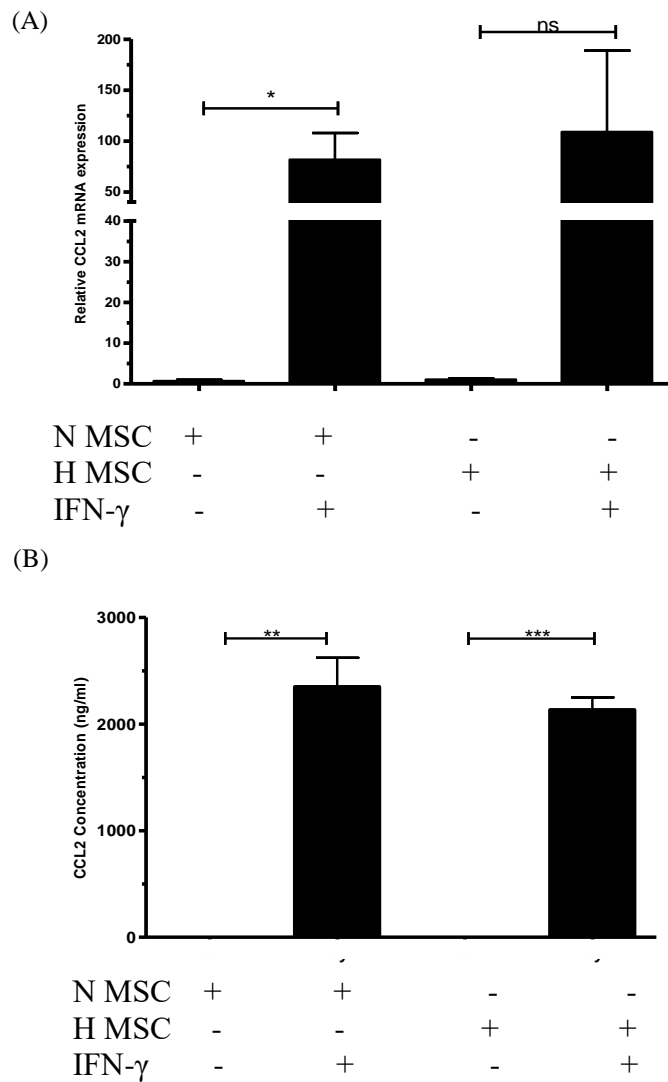 (A)
Relative CCL2 mRNA expression
200
150
100
50
40
30
20
10
0
*
ns
N MSC + + - -
H MSC - - + +
IFN-γ - + - +
(B)
CCL2 Concentration (ng/ml)
3000
2000
1000
0
**
***
N MSC + + - -
H MSC - - + +
IFN-γ - + - +